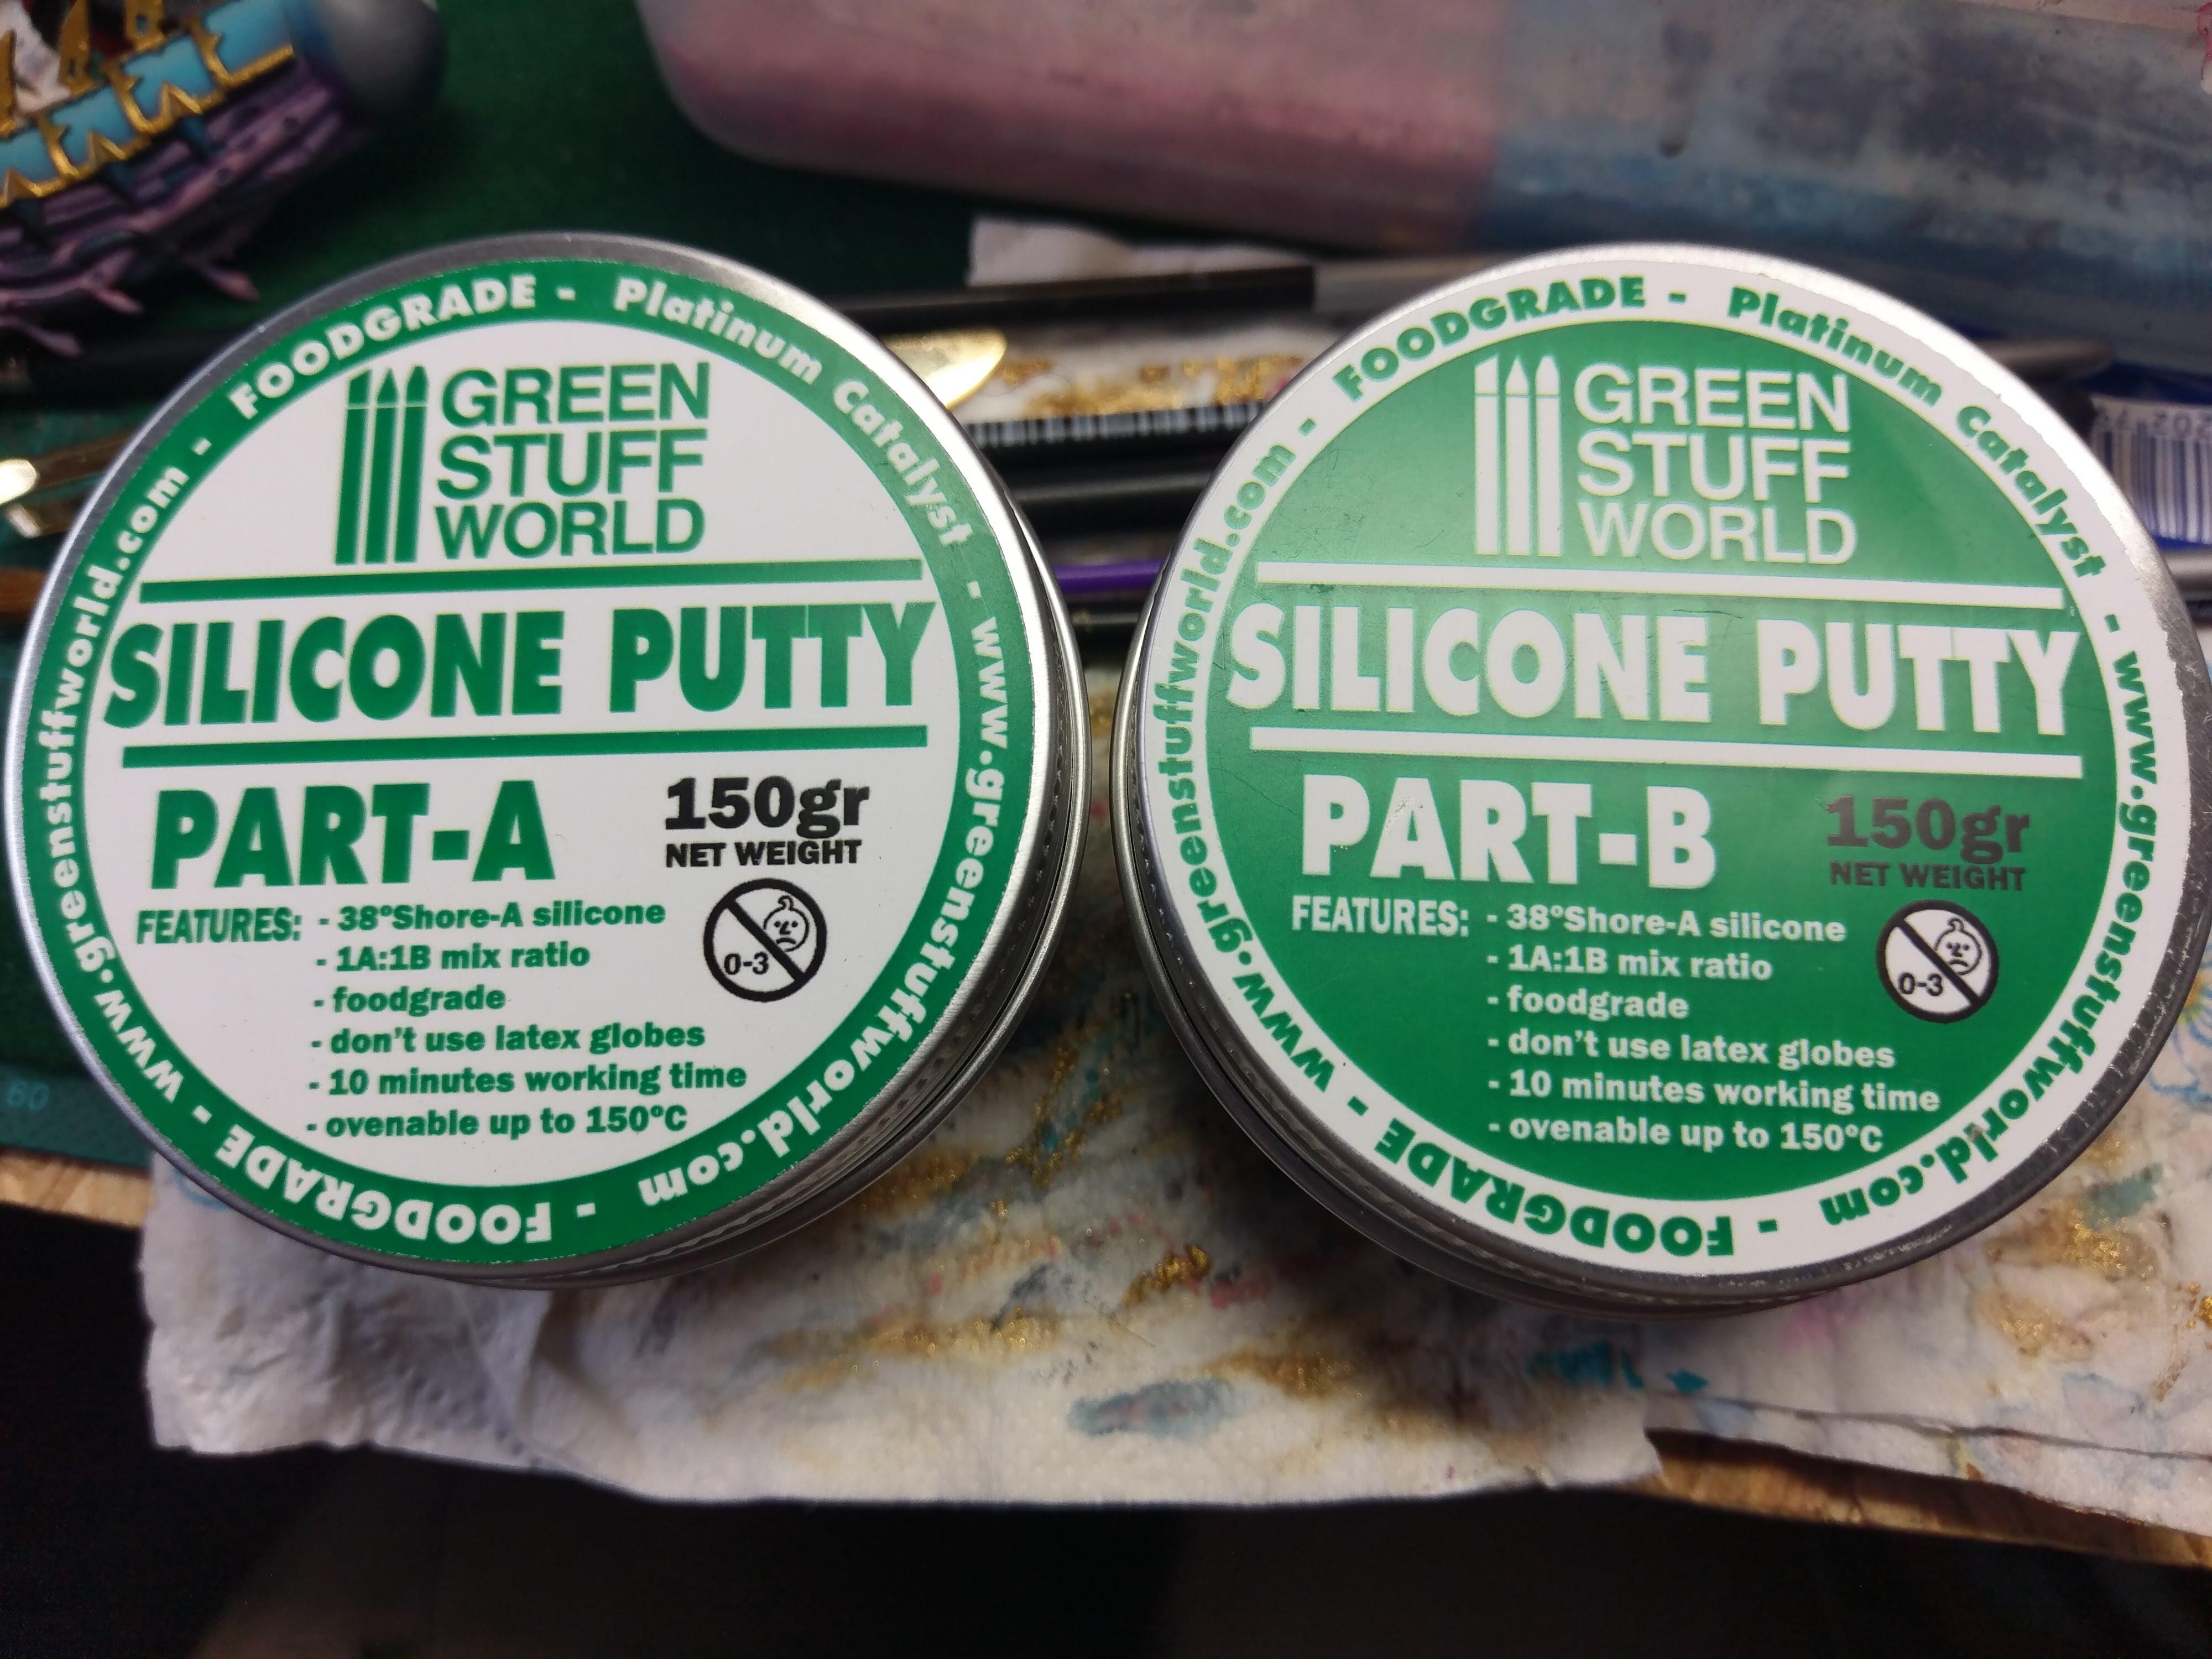 FOODGRADE - Platinum Catalyst - www.greenstuffworld.com - FOODGRADE - www.greenstuffworld.com -
GREEN
STUFF
WORLD
SILICONE PUTTY
PART-A
150gr
NET WEIGHT
FEATURES: - 38ºShore-A silicone
- 1A:1B mix ratio
- foodgrade
- don't use latex globes
- 10 minutes working time
- ovenable up to 150ºC
0-3
FOODGRADE - Platinum Catalyst - www.greenstuffworld.com - FOODGRADE - www.greenstuffworld.com -
GREEN
STUFF
WORLD
SILICONE PUTTY
PART-B
150gr
NET WEIGHT
FEATURES: - 38ºShore-A silicone
- 1A:1B mix ratio
- foodgrade
- don't use latex globes
- 10 minutes working time
- ovenable up to 150ºC
0-3
60